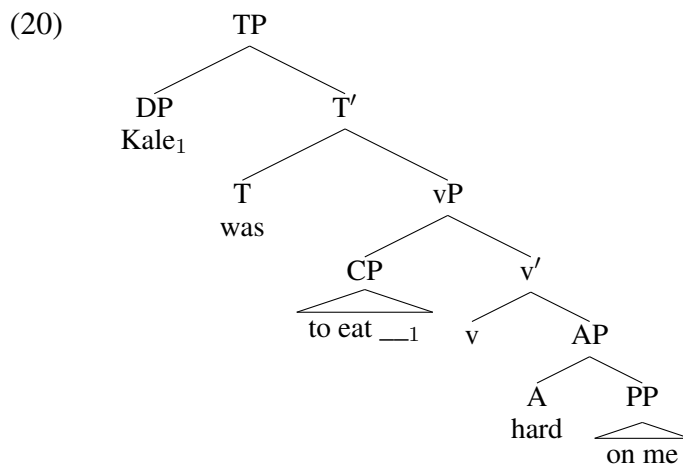 (20) TP
DP T′
Kale₁
T vP
was
CP v′
to eat __₁ v AP
A PP
hard
on me